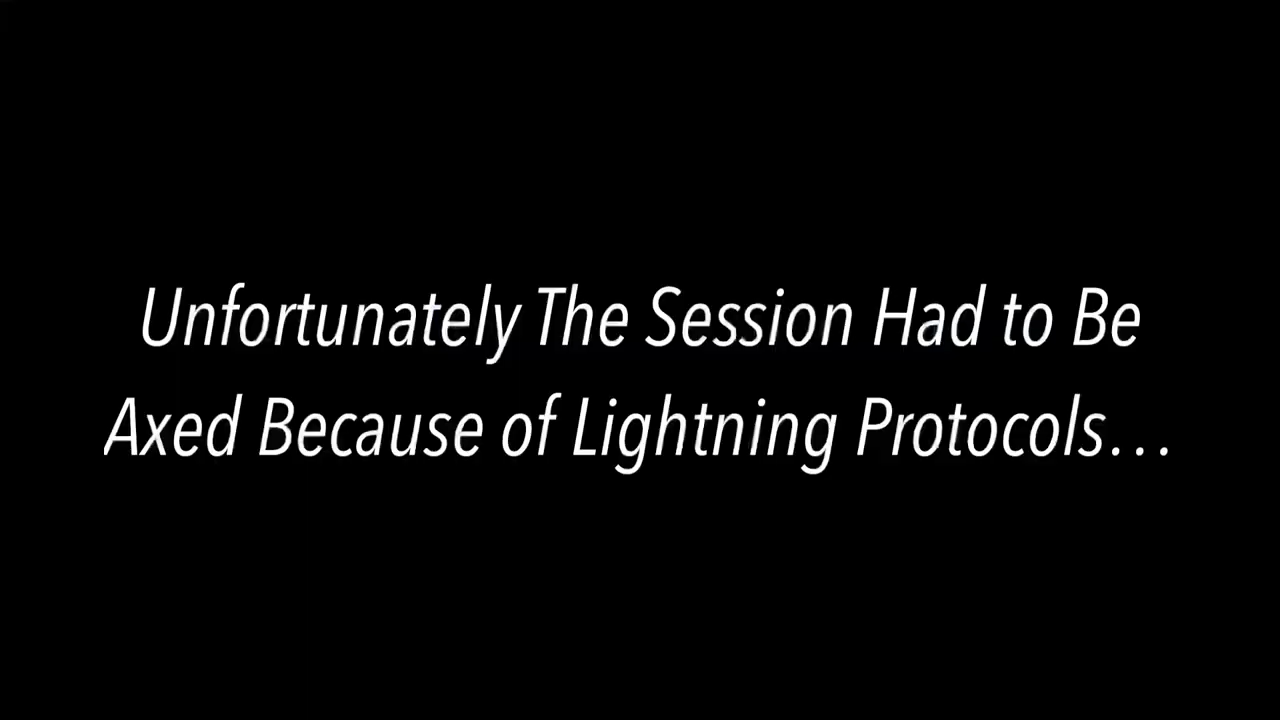 Unfortunately The Session Had to Be
Axed Because of Lightning Protocols…